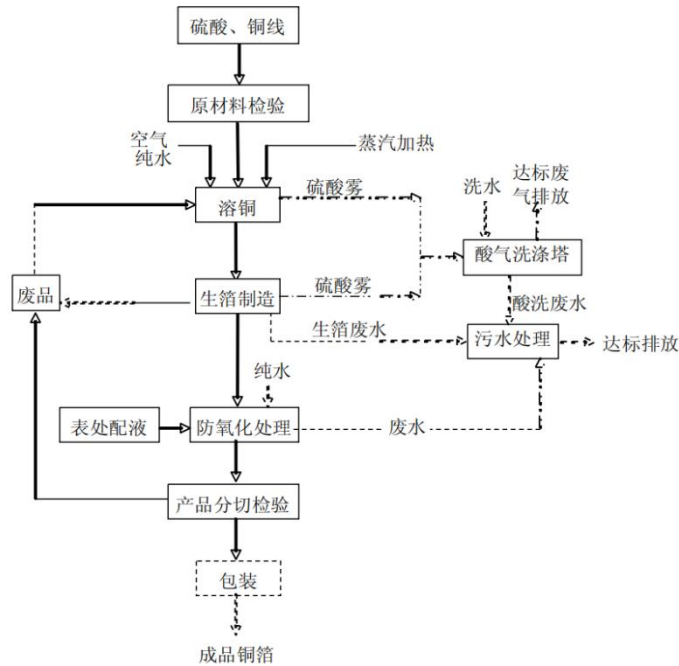 硫酸、铜线
原材料检验
空气
纯水
蒸汽加热
硫酸雾
洗水
达标废
气排放
溶铜
酸气洗涤塔
废品
生箔制造
硫酸雾
酸洗废水
生箔废水
污水处理
达标排放
纯水
表处配液
防氧化处理
废水
产品分切检验
包装
成品铜箔